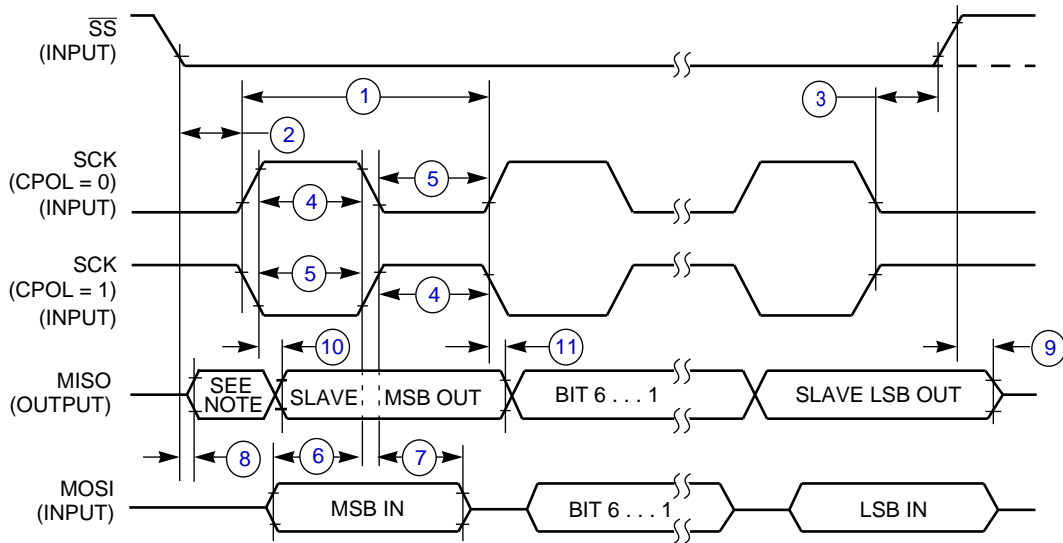 SS
(INPUT)
1
3
2
SCK
(CPOL = 0)
(INPUT)
4
5
SCK
(CPOL = 1)
(INPUT)
5
4
10
11
9
MISO
(OUTPUT)
SEE
NOTE
SLAVE
MSB OUT
BIT 6 . . . 1
SLAVE LSB OUT
8
6
7
MOSI
(INPUT)
MSB IN
BIT 6 . . . 1
LSB IN